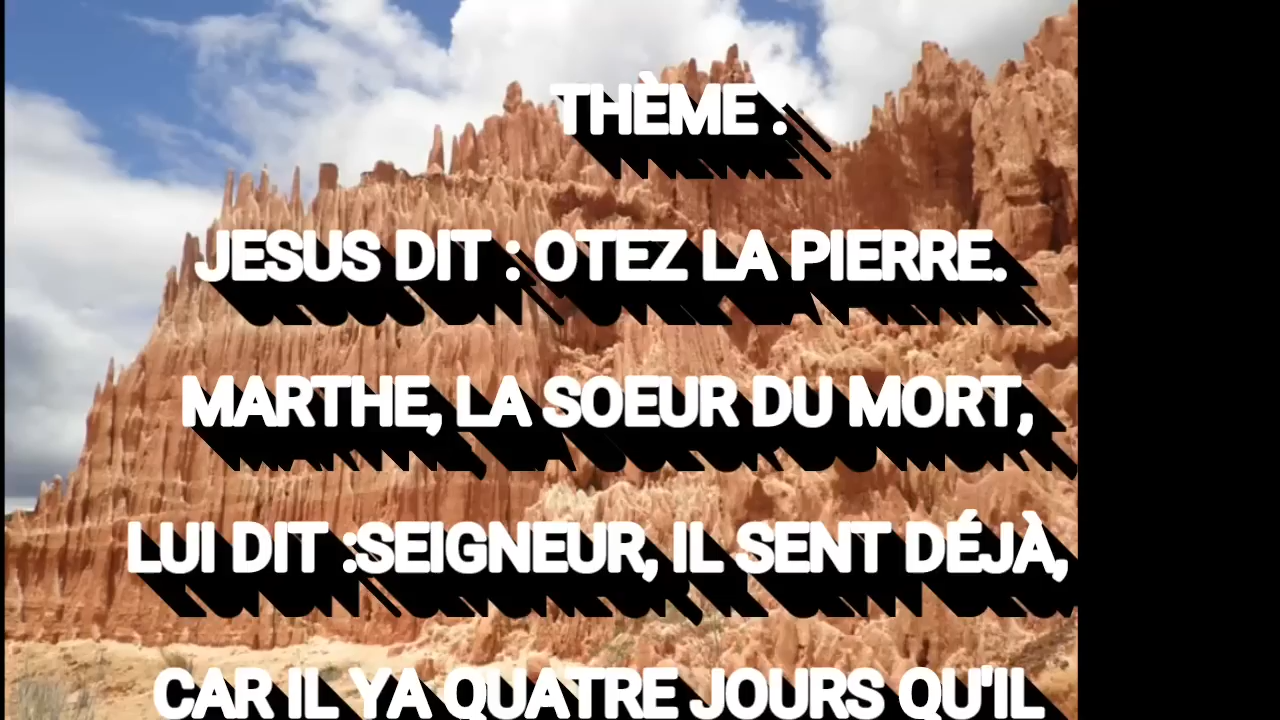 THÈME :
JESUS DIT : OTEZ LA PIERRE.
MARTHE, LA SOEUR DU MORT,
LUI DIT :SEIGNEUR, IL SENT DÉJÀ,
CAR IL YA QUATRE JOURS QU'IL